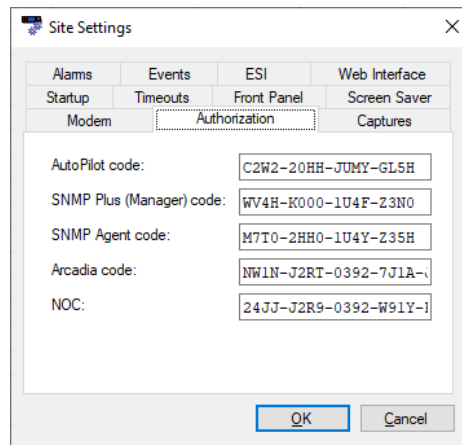 Site Settings
Alarms Events ESI Web Interface
Startup Timeouts Front Panel Screen Saver
Modem Authorization Captures
AutoPilot code: C2W2-20HH-JUMY-GL5H
SNMP Plus (Manager) code: WV4H-K000-1U4F-Z3N0
SNMP Agent code: M7T0-2HH0-1U4Y-Z35H
Arcadia code: NW1N-J2RT-0392-7J1A-
NOC: 24JJ-J2R9-0392-W91Y-
OK Cancel